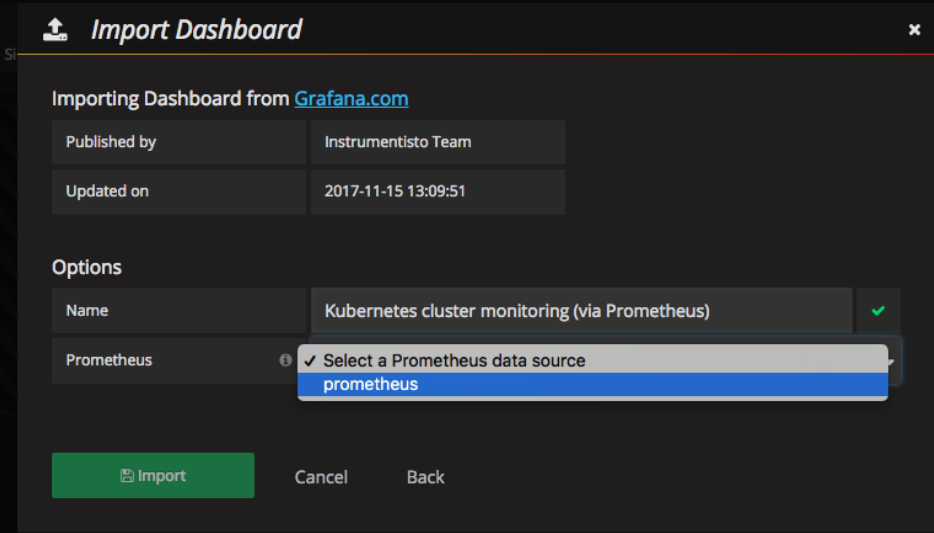 Import Dashboard
Si
Importing Dashboard from Grafana.com
Published by Instrumentisto Team
Updated on 2017-11-15 13:09:51
Options
Name Kubernetes cluster monitoring (via Prometheus)
Prometheus Select a Prometheus data source
prometheus
Import Cancel Back